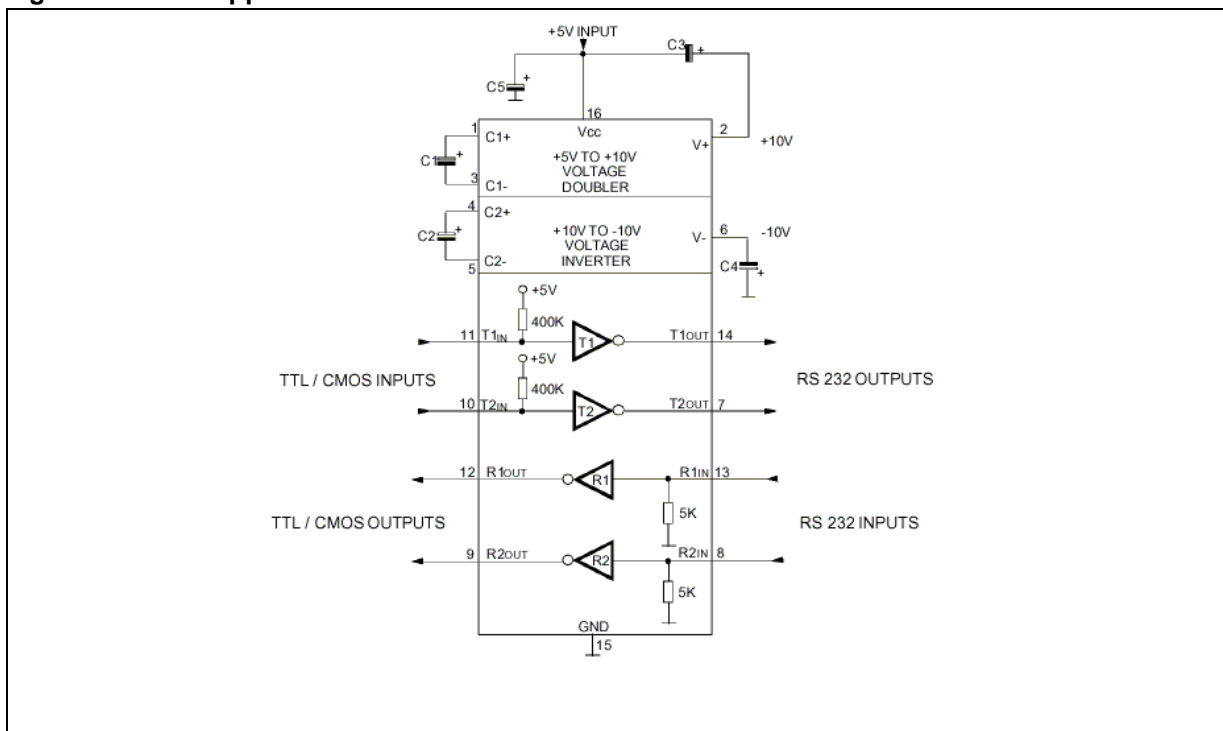 +5V INPUT
C3
+
C5
+
16
Vcc
1
C1+
2
V+
+10V
C1
+
+5V TO +10V
VOLTAGE
DOUBLER
3
C1-
4
C2+
C2
+
+10V TO -10V
VOLTAGE
INVERTER
V-
6
-10V
C2-
5
C4
+
+5V
400K
11
T1IN
T1
T1OUT
14
+5V
TTL / CMOS INPUTS
RS 232 OUTPUTS
400K
10
T2IN
T2
T2OUT
7
12
R1OUT
R1
R1IN
13
5K
TTL / CMOS OUTPUTS
RS 232 INPUTS
9
R2OUT
R2
R2IN
8
5K
GND
15